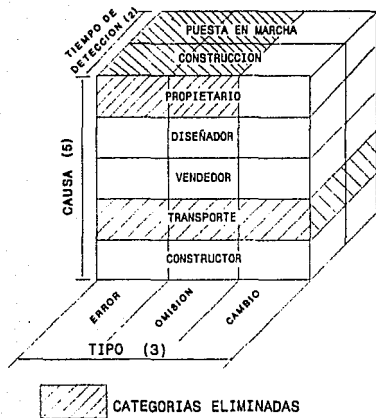 TIEMPO DE
DETECCION (2)
PUESTA EN MARCHA
CONSTRUCCION
PROPIETARIO
DISEÑADOR
VENDEDOR
TRANSPORTE
CONSTRUCTOR
CAUSA (5)
ERROR
OMISION
CAMBIO
TIPO (3)
CATEGORIAS ELIMINADAS